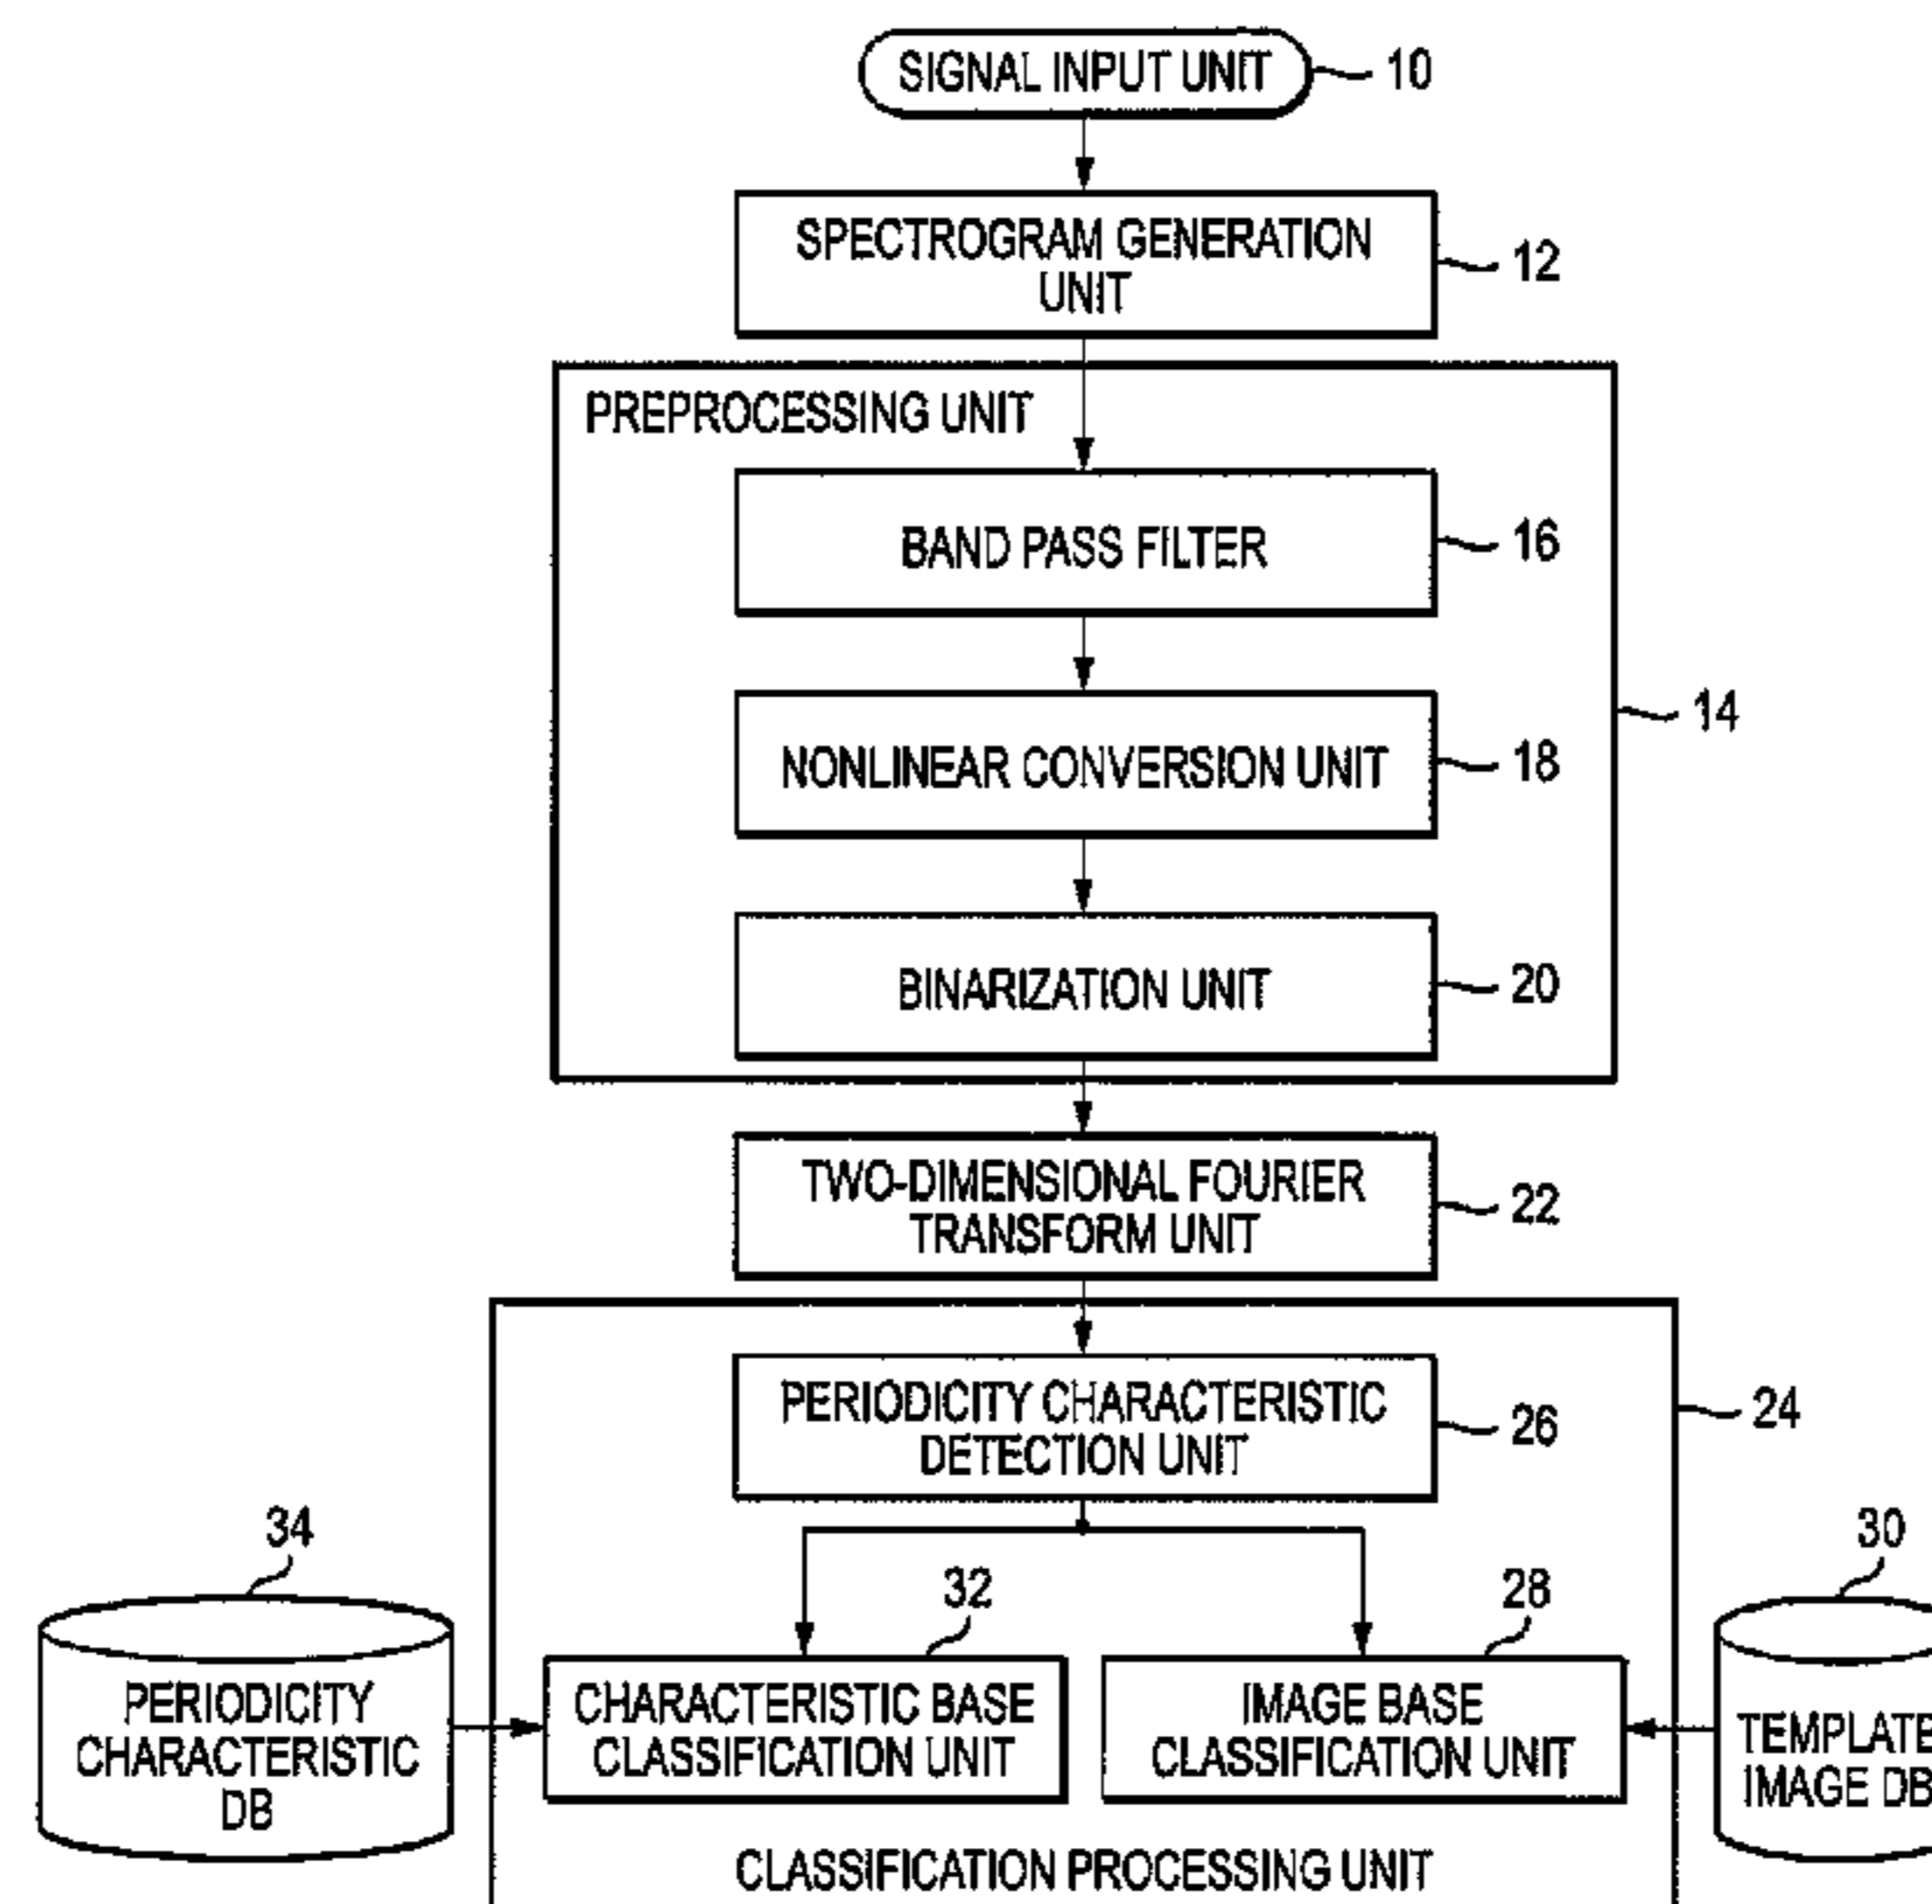 SIGNAL INPUT UNIT
10
SPECTROGRAM GENERATION
UNIT
12
PREPROCESSING UNIT
BAND PASS FILTER
16
NONLINEAR CONVERSION UNIT
18
14
BINARIZATION UNIT
20
TWO-DIMENSIONAL FOURIER
TRANSFORM UNIT
22
PERIODICITY CHARACTERISTIC
DETECTION UNIT
26
24
34
30
32
28
PERIODICITY
CHARACTERISTIC
DB
CHARACTERISTIC BASE
CLASSIFICATION UNIT
IMAGE BASE
CLASSIFICATION UNIT
TEMPLATE
IMAGE DB
CLASSIFICATION PROCESSING UNIT